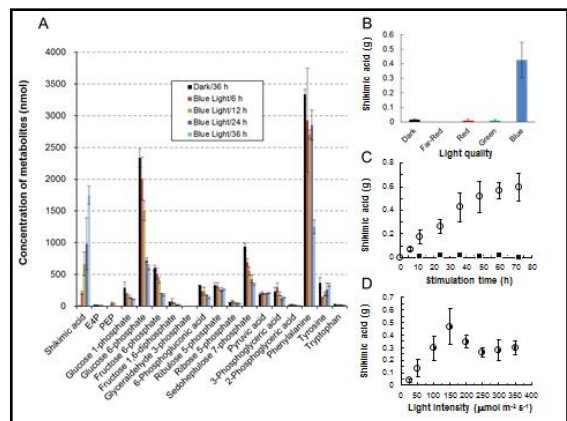 A
Concentration of metabolites (nmol)
4000
3500
3000
2500
2000
1500
1000
500
0
Dark/36 h
Blue Light/6 h
Blue Light/12 h
Blue Light/24 h
Blue Light/36 h
Shikimic acid
E4P
PEP
Glucose 1-phosphate
Glucose 6-phosphate
Fructose 6-phosphate
Fructose 1,6-diphosphate
Glyceraldehyde 3-phosphate
6-Phosphogluconic acid
Ribulose 5-phosphate
Ribose 5-phosphate
Sedoheptulose 7-phosphate
Pyruvic acid
3-Phosphoglyceric acid
2-Phosphoglyceric acid
Phenylalanine
Tyrosine
Tryptophan
B
Shikimic acid (g)
0.6
0.5
0.4
0.3
0.2
0.1
0
Dark
Far-Red
Red
Green
Blue
Light quality
C
Shikimic acid (g)
0.8
0.6
0.4
0.2
0.0
0 10 20 30 40 50 60 70 80
Stimulation time (h)
D
Shikimic acid (g)
0.7
0.6
0.5
0.4
0.3
0.2
0.1
0
0 50 100 150 200 250 300 350 400
Light intensity (μmol m⁻² s⁻¹)